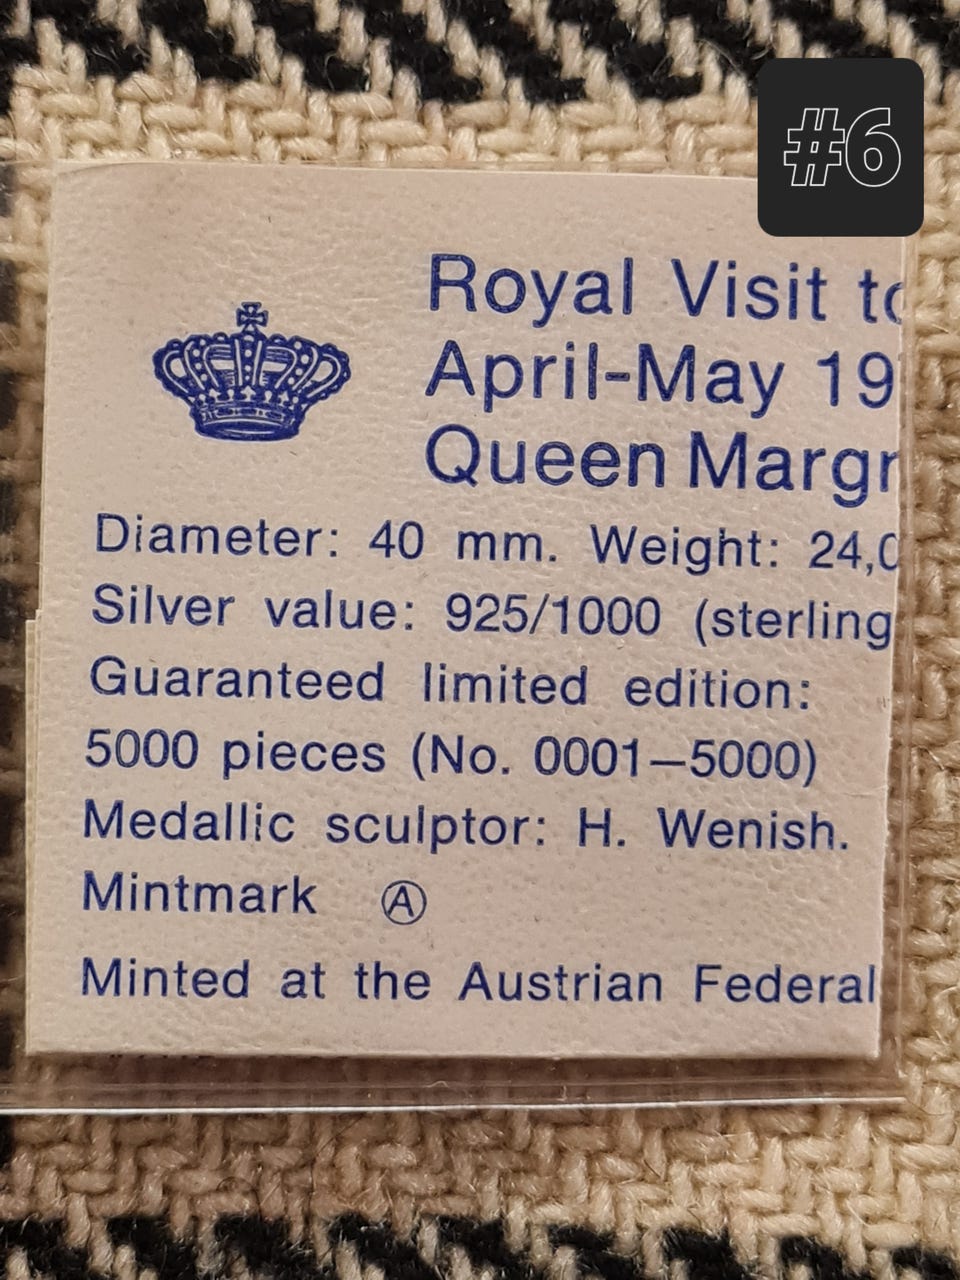 #6
Royal Visit to
April-May 19
Queen Margr
Diameter: 40 mm. Weight: 24,0
Silver value: 925/1000 (sterling
Guaranteed limited edition:
5000 pieces (No. 0001—5000)
Medallic sculptor: H. Wenish.
Mintmark Ⓐ
Minted at the Austrian Federal